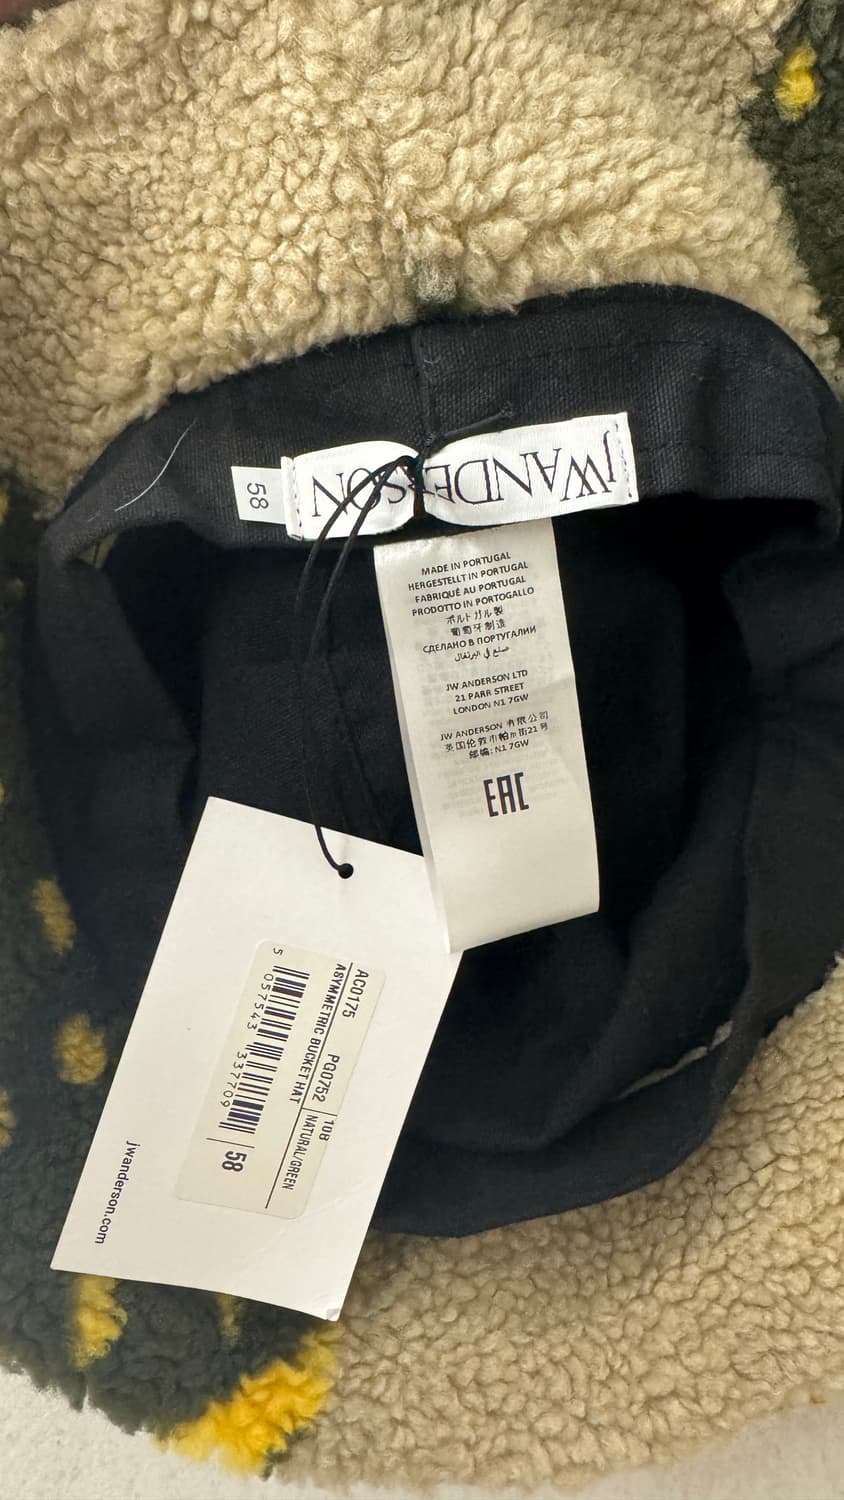 JWANDERSON
58
MADE IN PORTUGAL
HERGESTELLT IN PORTUGAL
FABRIQUÉ AU PORTUGAL
PRODOTTO IN PORTOGALLO
ポルトガル製
葡萄牙制造
СДЕЛАНО В ПОРТУГАЛИИ
صنع في البرتغال
JW ANDERSON LTD
21 PARR STREET
LONDON N1 7GW
JW ANDERSON 有限公司
英国伦敦市帕尔街21号
邮编: N1 7GW
EAC
AC0175 PG0752 108
ASYMMETRIC BUCKET HAT NATURAL/GREEN
5 057543 337709 58
jwanderson.com